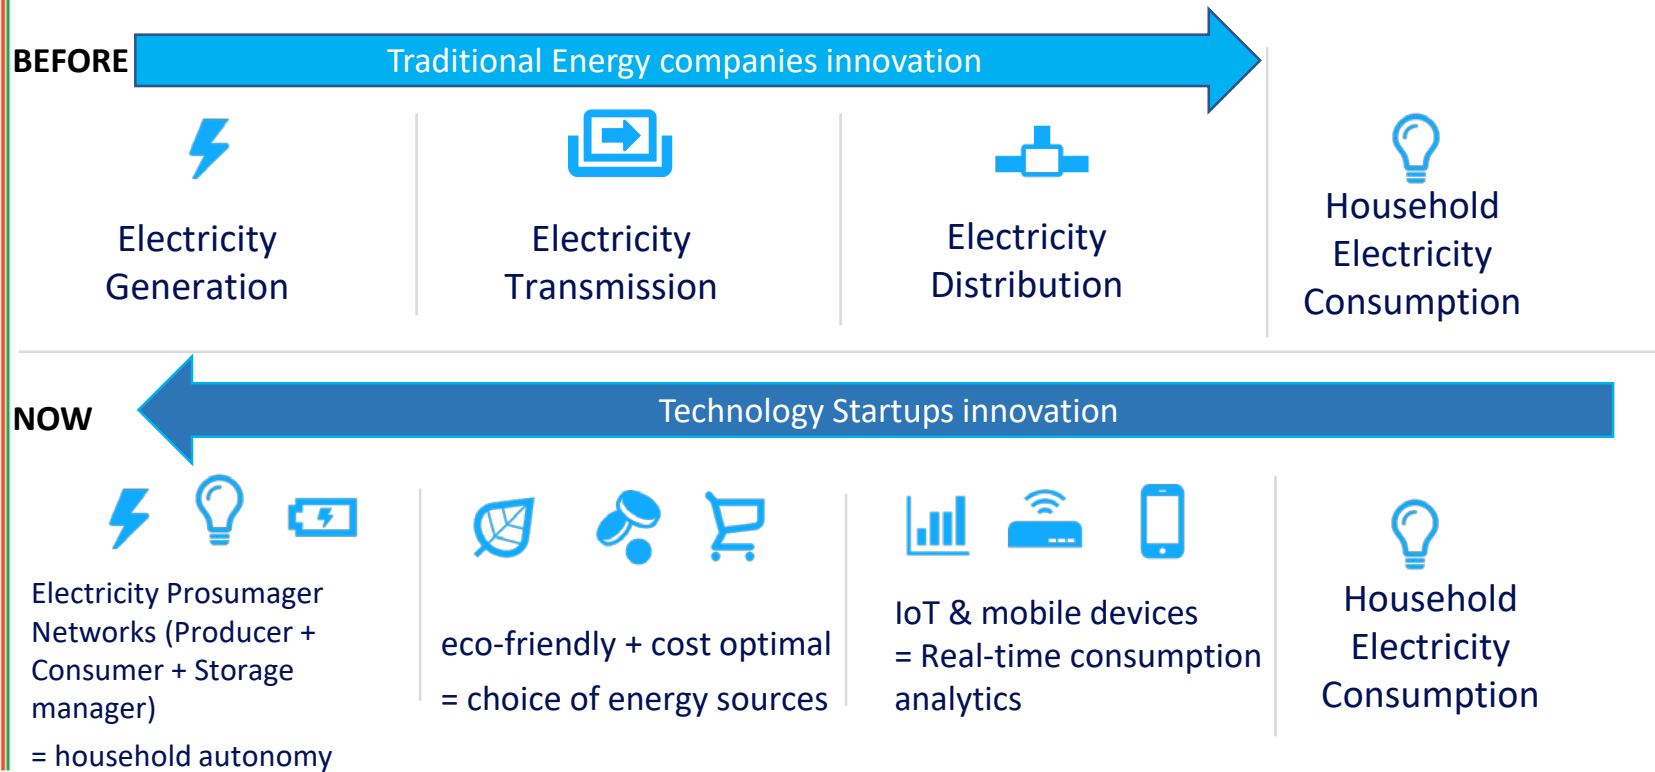 BEFORE
Traditional Energy companies innovation
Electricity
Generation
Electricity
Transmission
Electricity
Distribution
Household
Electricity
Consumption
NOW
Technology Startups innovation
Electricity Prosumager
Networks (Producer +
Consumer + Storage
manager)
= household autonomy
eco-friendly + cost optimal
= choice of energy sources
IoT & mobile devices
= Real-time consumption
analytics
Household
Electricity
Consumption